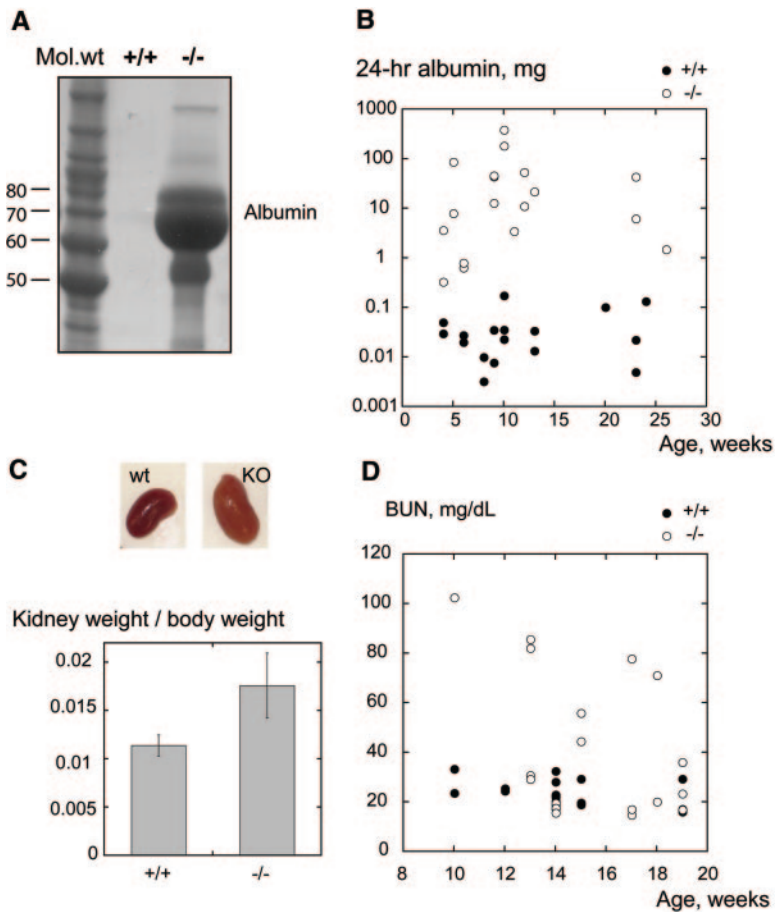 A
Mol.wt +/+ -/-
80
70
60
50
Albumin
B
24-hr albumin, mg
+/+
-/-
1000
100
10
1
0.1
0.01
0.001
0 5 10 15 20 25 30
Age, weeks
C
wt
KO
Kidney weight / body weight
0.02
0.015
0.01
0.005
0
+/+ -/-
D
BUN, mg/dL
+/+
-/-
120
100
80
60
40
20
0
8 10 12 14 16 18 20
Age, weeks